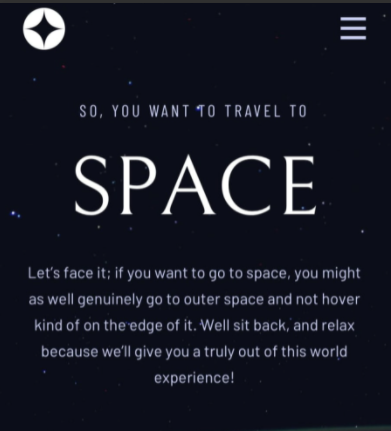 SO, YOU WANT TO TRAVEL TO
SPACE
Let’s face it; if you want to go to space, you might
as well genuinely go to outer space and not hover
kind of on the edge of it. Well sit back, and relax
because we’ll give you a truly out of this world
experience!